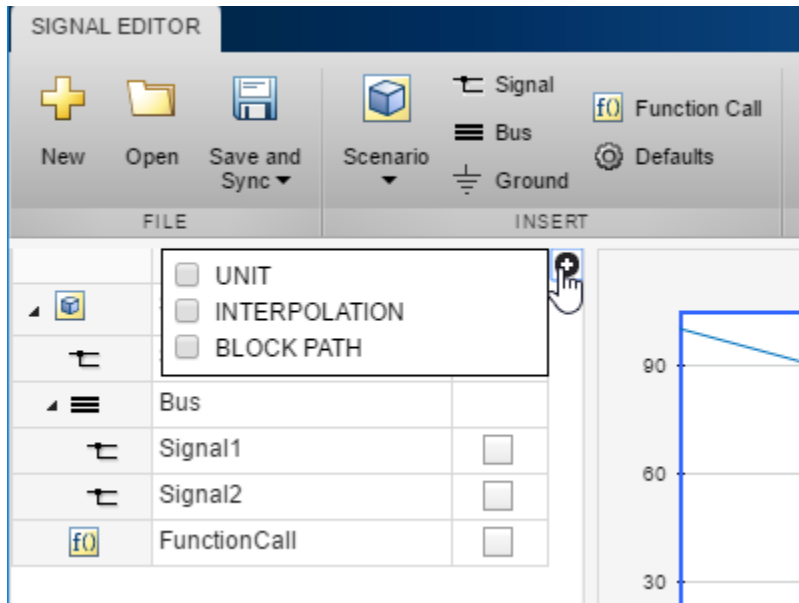 SIGNAL EDITOR
New
Open
Save and
Sync
Scenario
Signal
Bus
Ground
f() Function Call
Defaults
FILE
INSERT
UNIT
INTERPOLATION
BLOCK PATH
Bus
Signal1
Signal2
f() FunctionCall
90
60
30